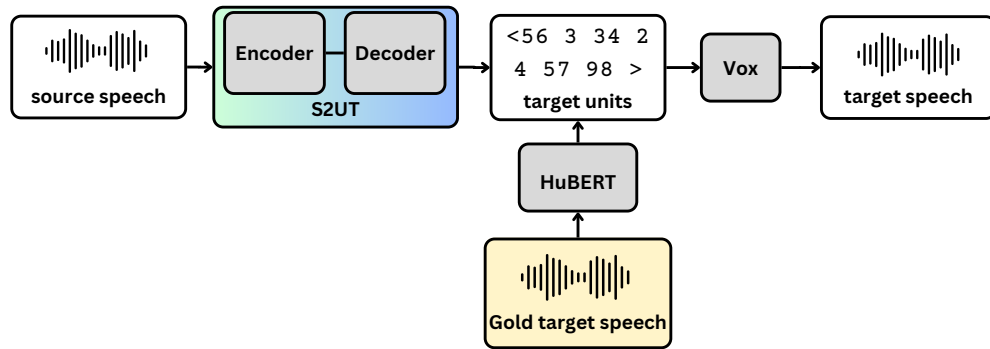 source speech
Encoder
Decoder
S2UT
<56 3 34 2
4 57 98 >
target units
Vox
target speech
HuBERT
Gold target speech